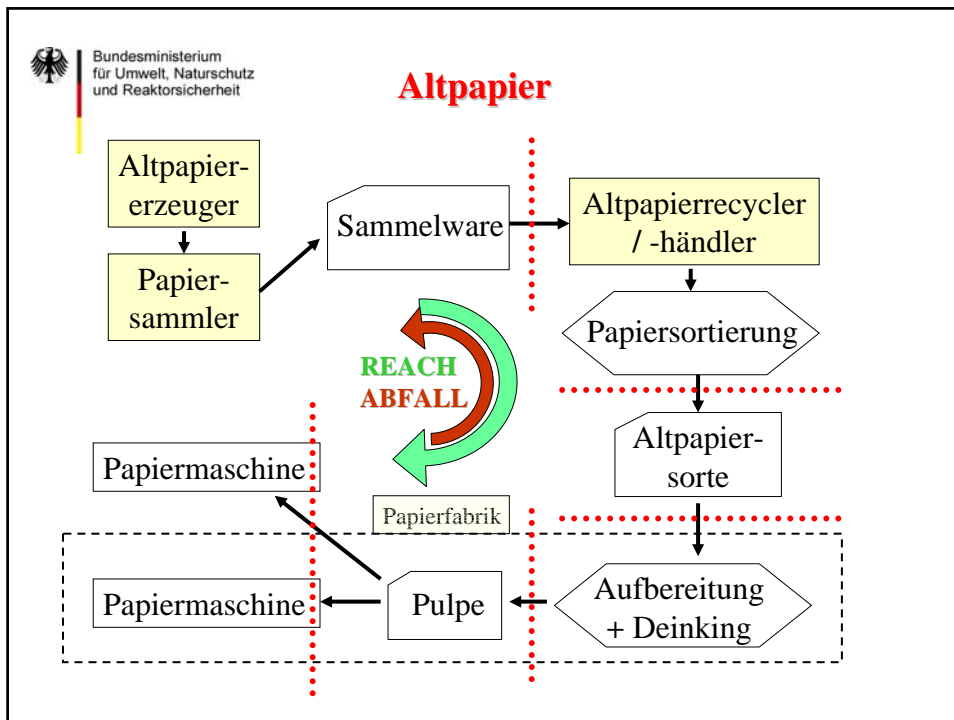 Bundesministerium
für Umwelt, Naturschutz
und Reaktorsicherheit
Altpapier
Altpapier-
erzeuger
Papier-
sammler
Sammelware
Altpapierrecycler
/ -händler
Papiersortierung
REACH
ABFALL
Altpapier-
sorte
Papiermaschine
Papierfabrik
Papiermaschine
Pulpe
Aufbereitung
+ Deinking